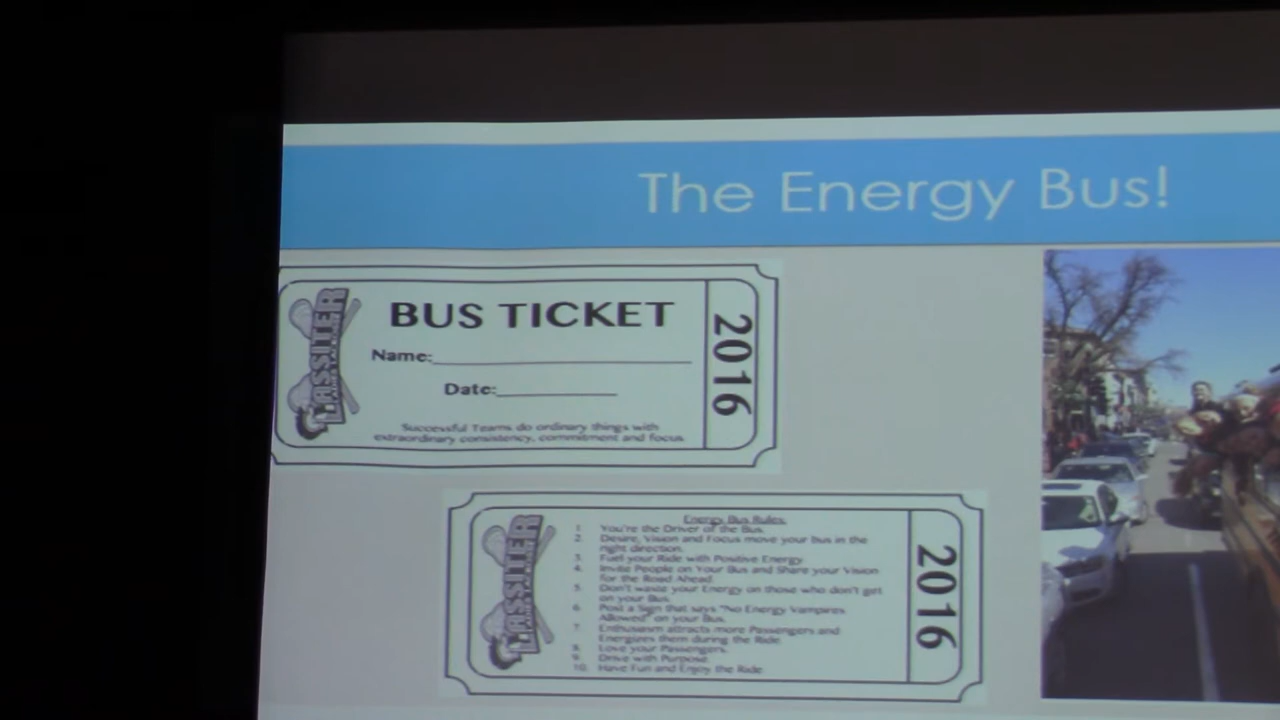 The Energy Bus!
LASSITER
BUS TICKET
Name:
Date:
Successful Teams do ordinary things with
extraordinary consistency, commitment and focus
2016
LASSITER
Energy Bus Rules:
1. You're the Driver of the Bus.
2. Desire, Vision and Focus move your bus in the
right direction.
3. Fuel your Ride with Positive Energy
4. Invite People on Your Bus and Share your Vision
for the Road Ahead.
5. Don't waste your Energy on those who don't get
on your Bus.
6. Post a Sign that says "No Energy Vampires
Allowed" on your Bus.
7. Enthusiasm attracts more Passengers and
Energizes them during the Ride.
8. Love your Passengers.
9. Drive with Purpose.
10. Have Fun and Enjoy the Ride
2016